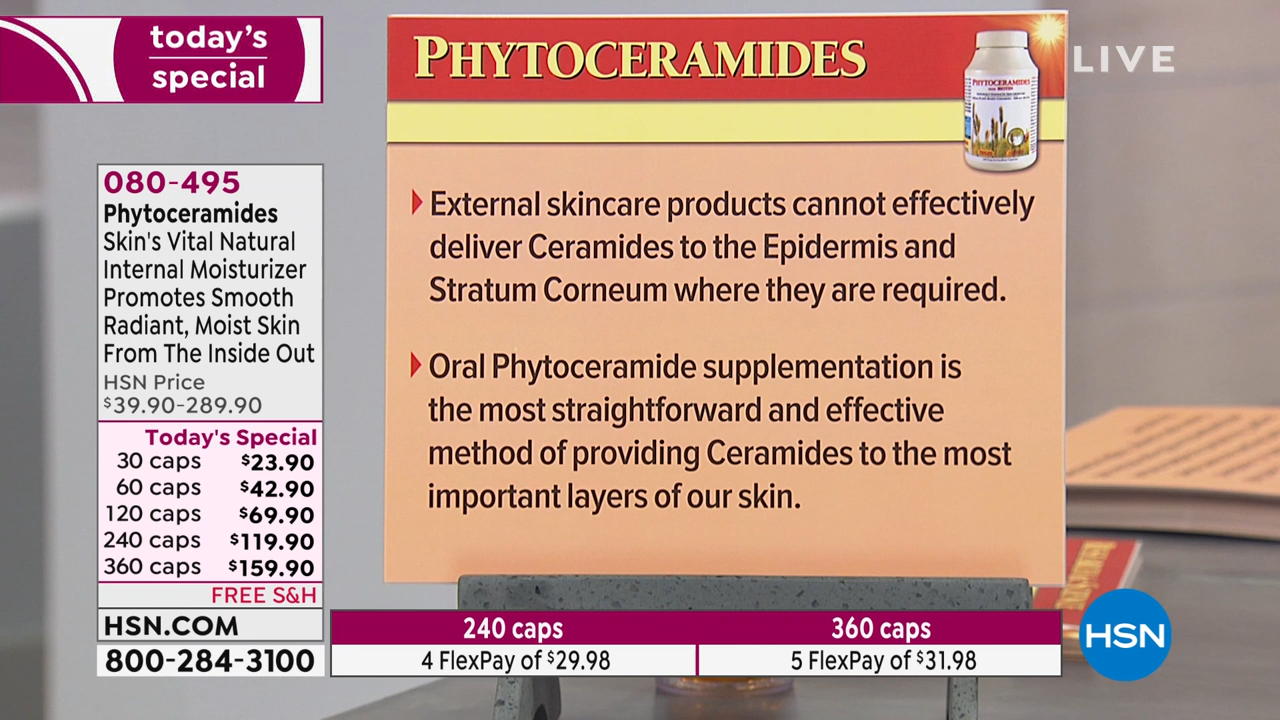 today's
special
LIVE
080-495
Phytoceramides
Skin's Vital Natural
Internal Moisturizer
Promotes Smooth
Radiant, Moist Skin
From The Inside Out
HSN Price
$39.90-289.90
Today's Special
30 caps $23.90
60 caps $42.90
120 caps $69.90
240 caps $119.90
360 caps $159.90
FREE S&H
HSN.COM
800-284-3100
PHYTOCERAMIDES
PHYTOCERAMIDES
External skincare products cannot effectively
deliver Ceramides to the Epidermis and
Stratum Corneum where they are required.
Oral Phytoceramide supplementation is
the most straightforward and effective
method of providing Ceramides to the most
important layers of our skin.
240 caps 360 caps
4 FlexPay of $29.98 5 FlexPay of $31.98
HSN